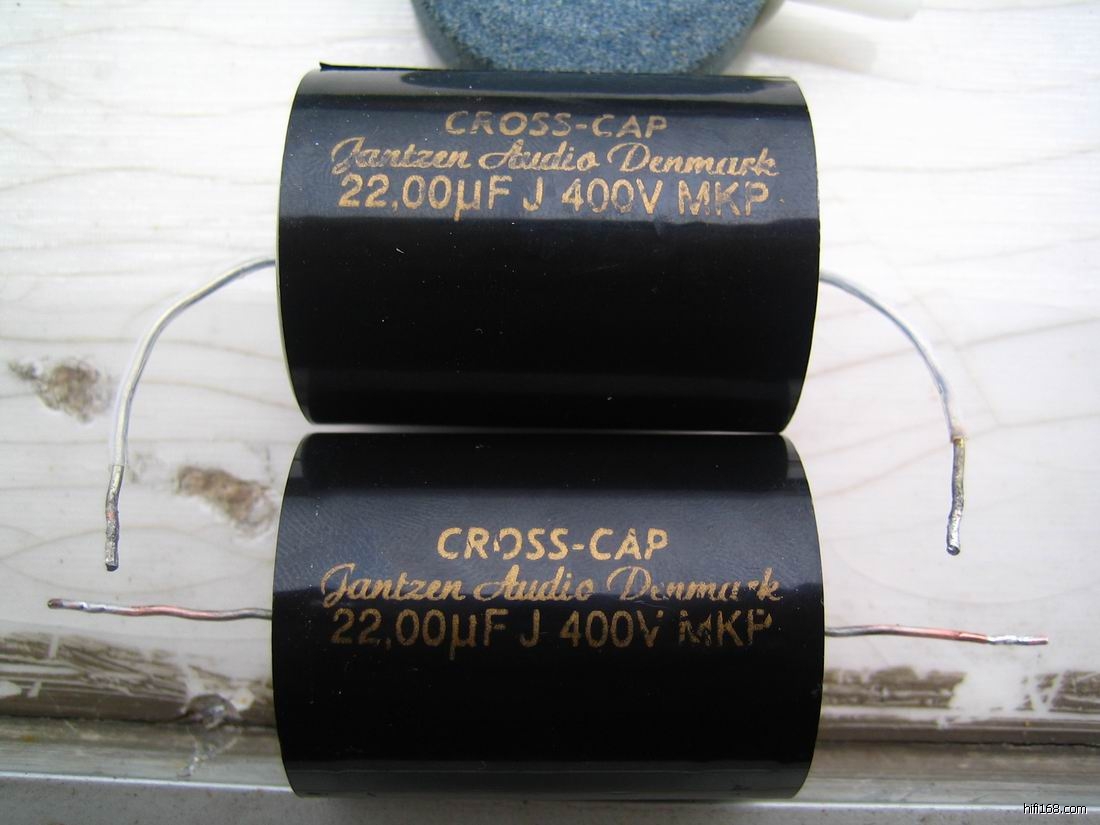 CROSS-CAP
Jantzen Audio Denmark
22,00µF J 400V MKP
CROSS-CAP
Jantzen Audio Denmark
22,00µF J 400V MKP
hifi168.com